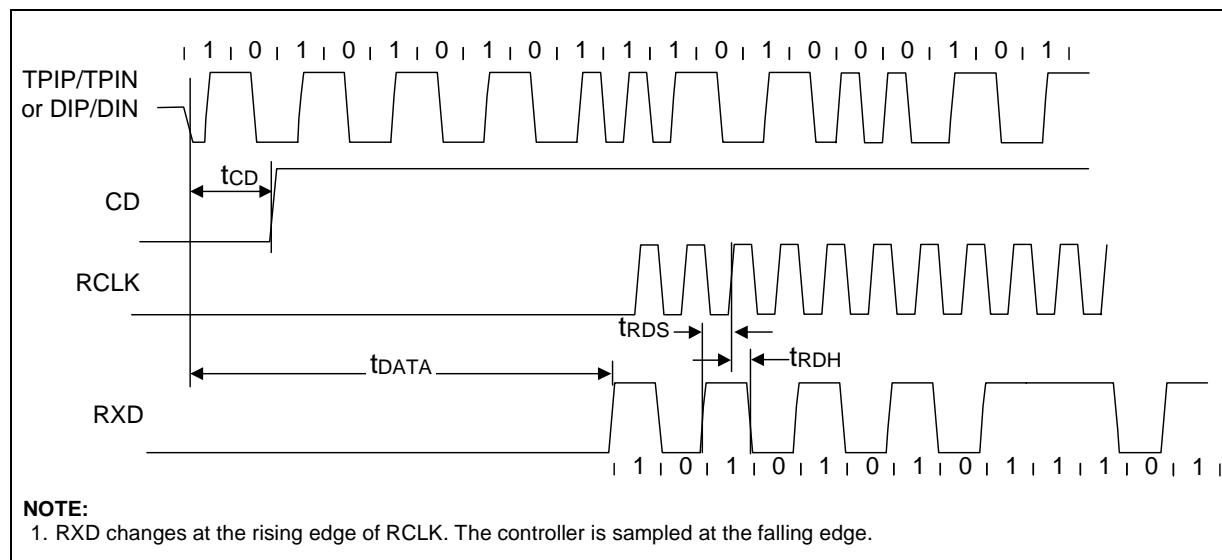 1 0 1 0 1 0 1 0 1 1 1 0 1 0 0 0 1 0 1
TPIP/TPIN
or DIP/DIN
tCD
CD
RCLK
tRDS
tRDH
tDATA
RXD
1 0 1 0 1 0 1 0 1 1 1 0 1
NOTE:
1. RXD changes at the rising edge of RCLK. The controller is sampled at the falling edge.